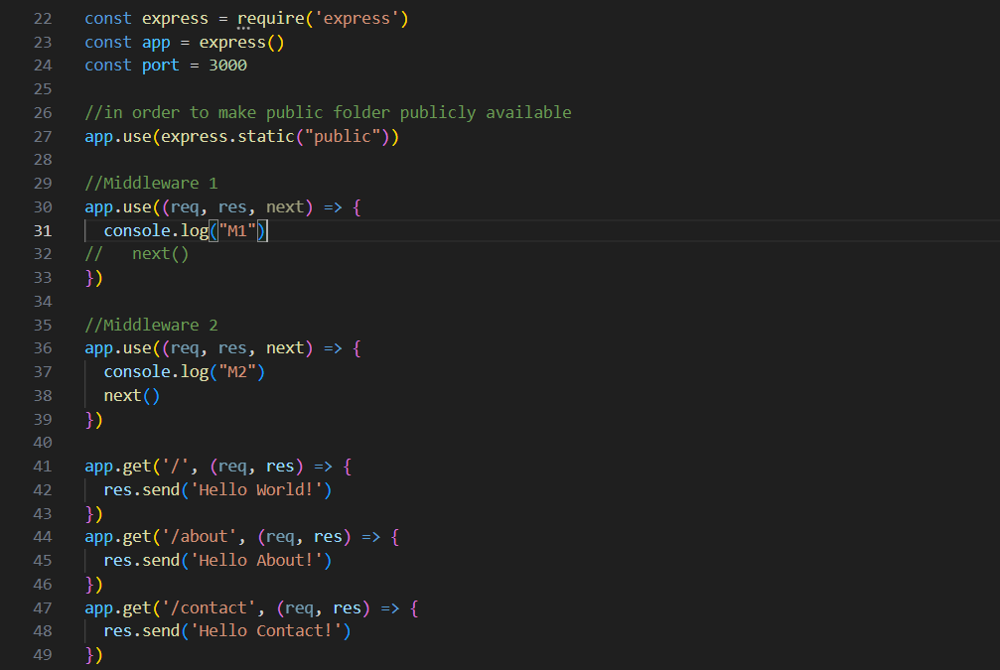 22 const express = require('express')
23 const app = express()
24 const port = 3000
25
26 //in order to make public folder publicly available
27 app.use(express.static("public"))
28
29 //Middleware 1
30 app.use((req, res, next) => {
31   console.log("M1")
32 //   next()
33 })
34
35 //Middleware 2
36 app.use((req, res, next) => {
37   console.log("M2")
38   next()
39 })
40
41 app.get('/', (req, res) => {
42   res.send('Hello World!')
43 })
44 app.get('/about', (req, res) => {
45   res.send('Hello About!')
46 })
47 app.get('/contact', (req, res) => {
48   res.send('Hello Contact!')
49 })